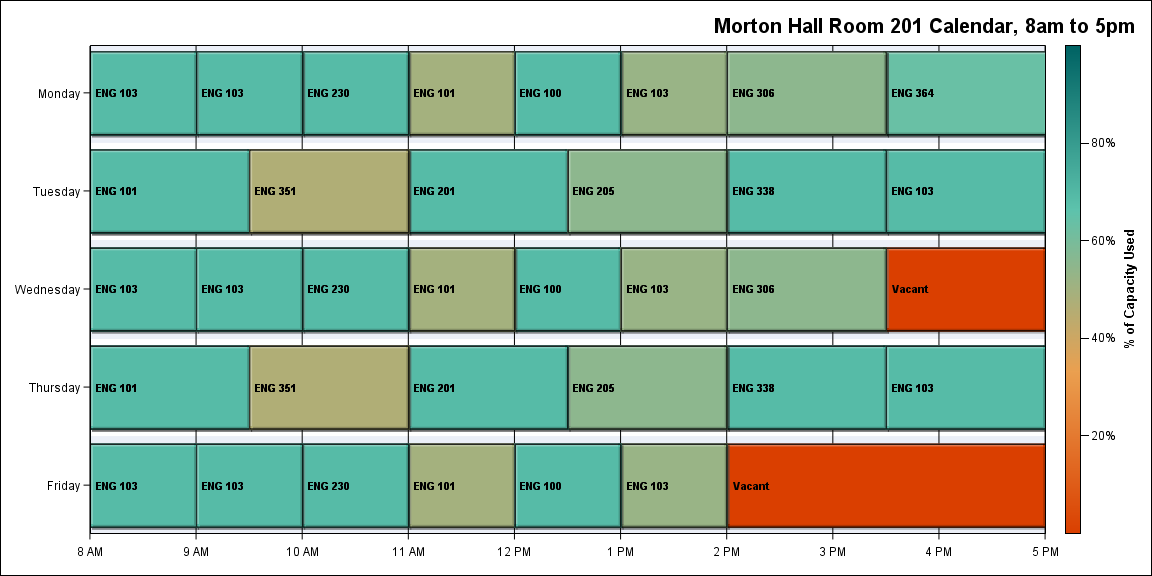 Morton Hall Room 201 Calendar, 8am to 5pm
Monday
ENG 103
ENG 103
ENG 230
ENG 101
ENG 100
ENG 103
ENG 306
ENG 364
Tuesday
ENG 101
ENG 351
ENG 201
ENG 205
ENG 338
ENG 103
Wednesday
ENG 103
ENG 103
ENG 230
ENG 101
ENG 100
ENG 103
ENG 306
Vacant
Thursday
ENG 101
ENG 351
ENG 201
ENG 205
ENG 338
ENG 103
Friday
ENG 103
ENG 103
ENG 230
ENG 101
ENG 100
ENG 103
Vacant
8 AM
9 AM
10 AM
11 AM
12 PM
1 PM
2 PM
3 PM
4 PM
5 PM
80%
60%
40%
20%
% of Capacity Used